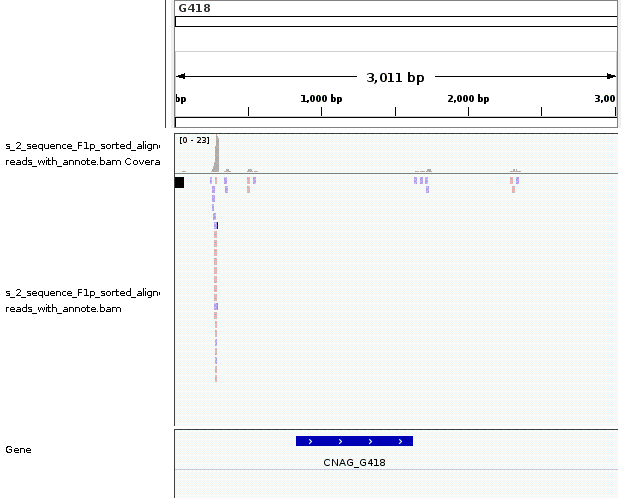 G418
3,011 bp
bp 1,000 bp 2,000 bp 3,00
s_2_sequence_F1p_sorted_aligne
reads_with_annote.bam Covera
[0 - 23]
s_2_sequence_F1p_sorted_aligne
reads_with_annote.bam
Gene
CNAG_G418